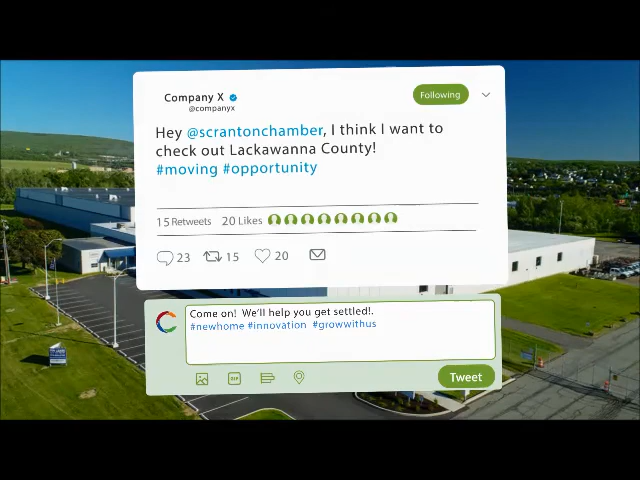 Company X
@companyx
Following
Hey @scrantonchamber, I think I want to
check out Lackawanna County!
#moving #opportunity
15 Retweets 20 Likes
23 15 20
Come on! We'll help you get settled!.
#newhome #innovation #growwithus
GIF
Tweet